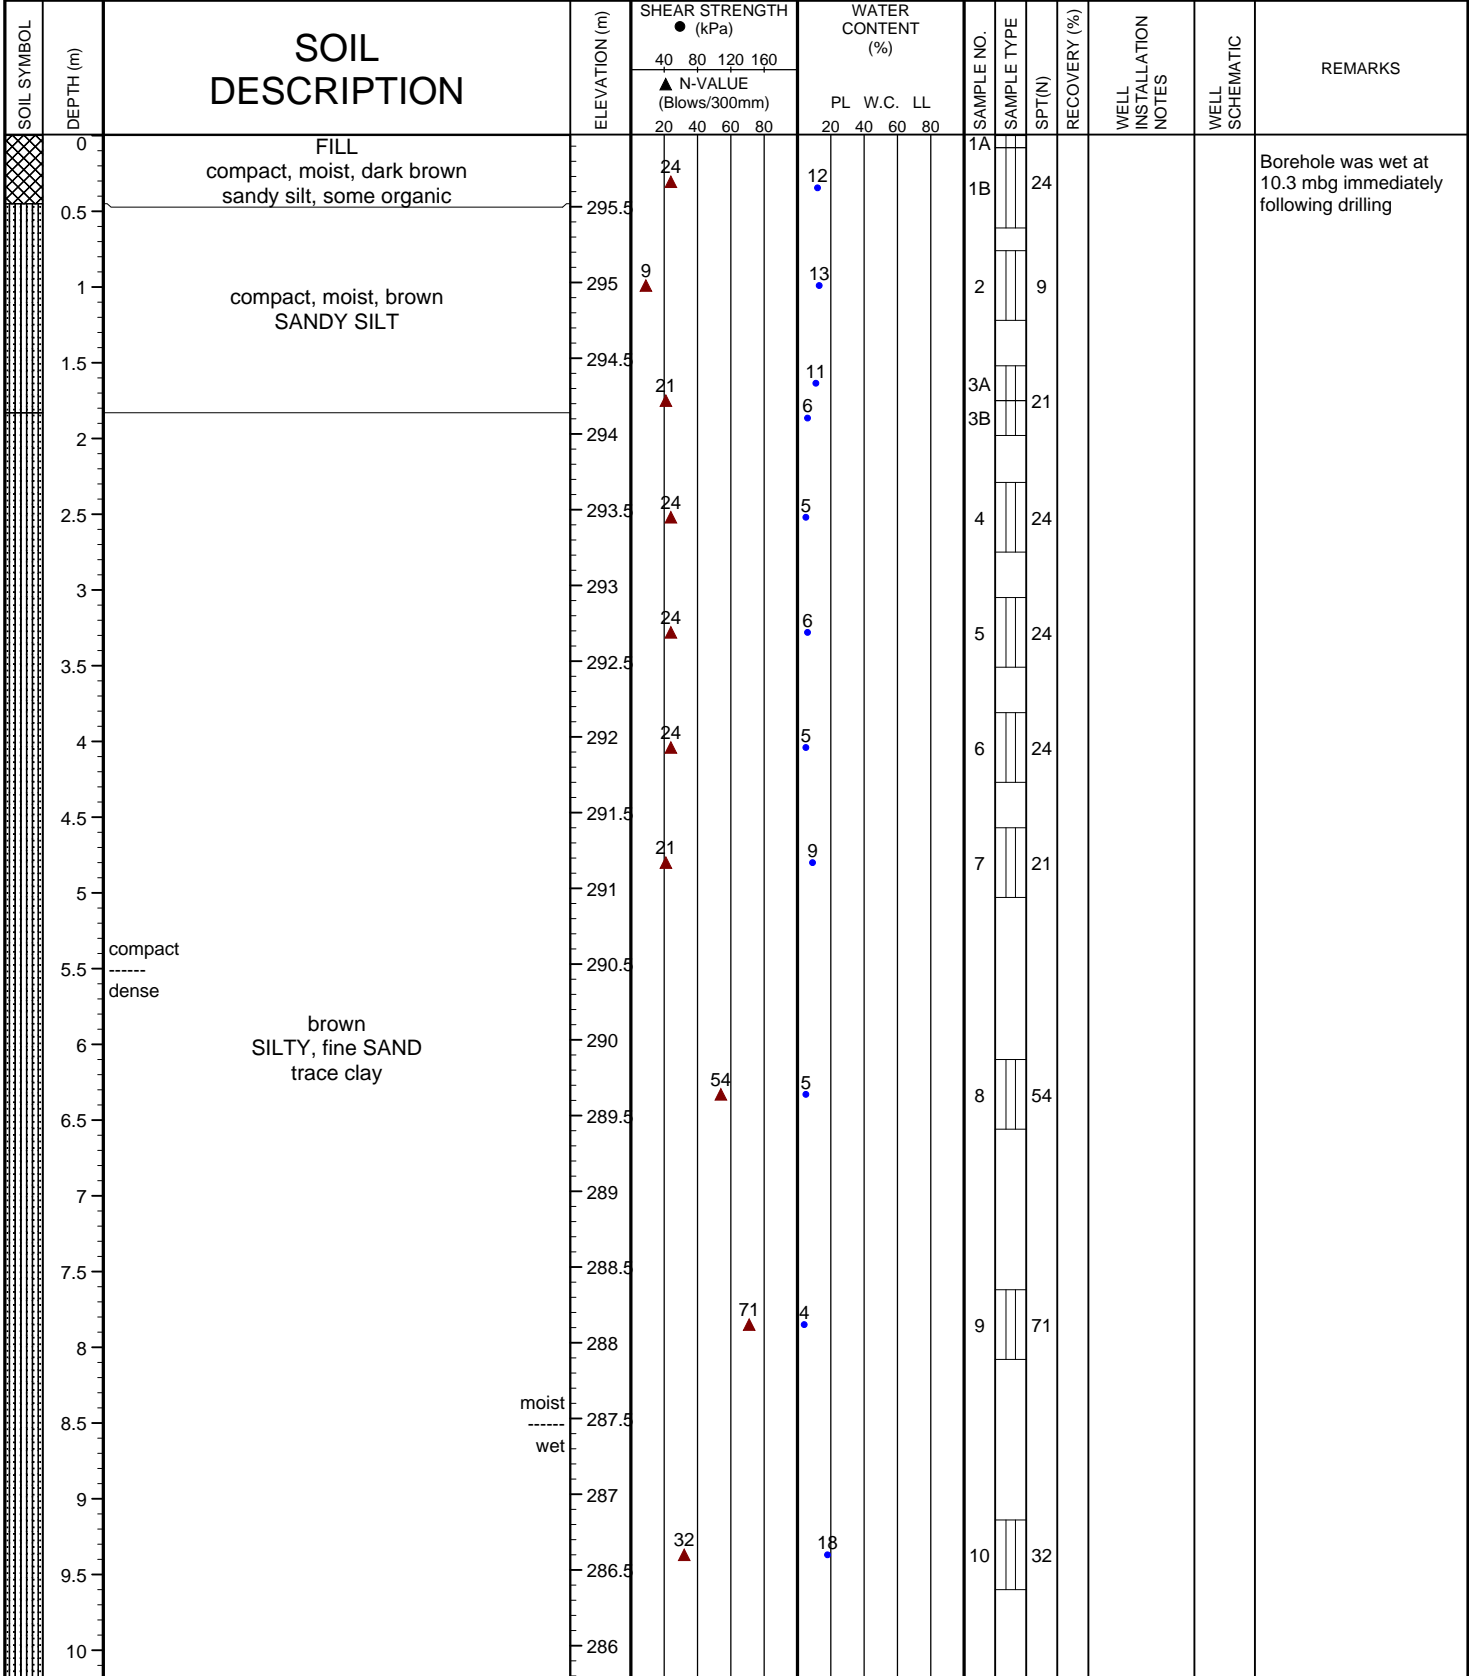 SOIL SYMBOL
DEPTH (m)
SOIL
DESCRIPTION
ELEVATION (m)
SHEAR STRENGTH
(kPa)
40 80 120 160
N-VALUE
(Blows/300mm)
20 40 60 80
WATER
CONTENT
(%)
PL W.C. LL
20 40 60 80
SAMPLE NO.
SAMPLE TYPE
SPT(N)
RECOVERY (%)
WELL
INSTALLATION
NOTES
WELL
SCHEMATIC
REMARKS
0
FILL
compact, moist, dark brown
sandy silt, some organic
1A
24
12
1B
24
Borehole was wet at
10.3 mbg immediately
following drilling
0.5
295.5
1
compact, moist, brown
SANDY SILT
295
9
13
2
9
1.5
294.5
21
11
6
3A
3B
21
2
294
2.5
293.5
24
5
4
24
3
293
24
6
5
24
3.5
292.5
4
292
24
5
6
24
4.5
291.5
21
9
7
21
5
291
compact
------
dense
5.5
290.5
brown
SILTY, fine SAND
trace clay
6
290
54
5
8
54
6.5
289.5
7
289
7.5
288.5
71
4
9
71
8
288
moist
------
wet
8.5
287.5
9
287
32
18
10
32
9.5
286.5
10
286